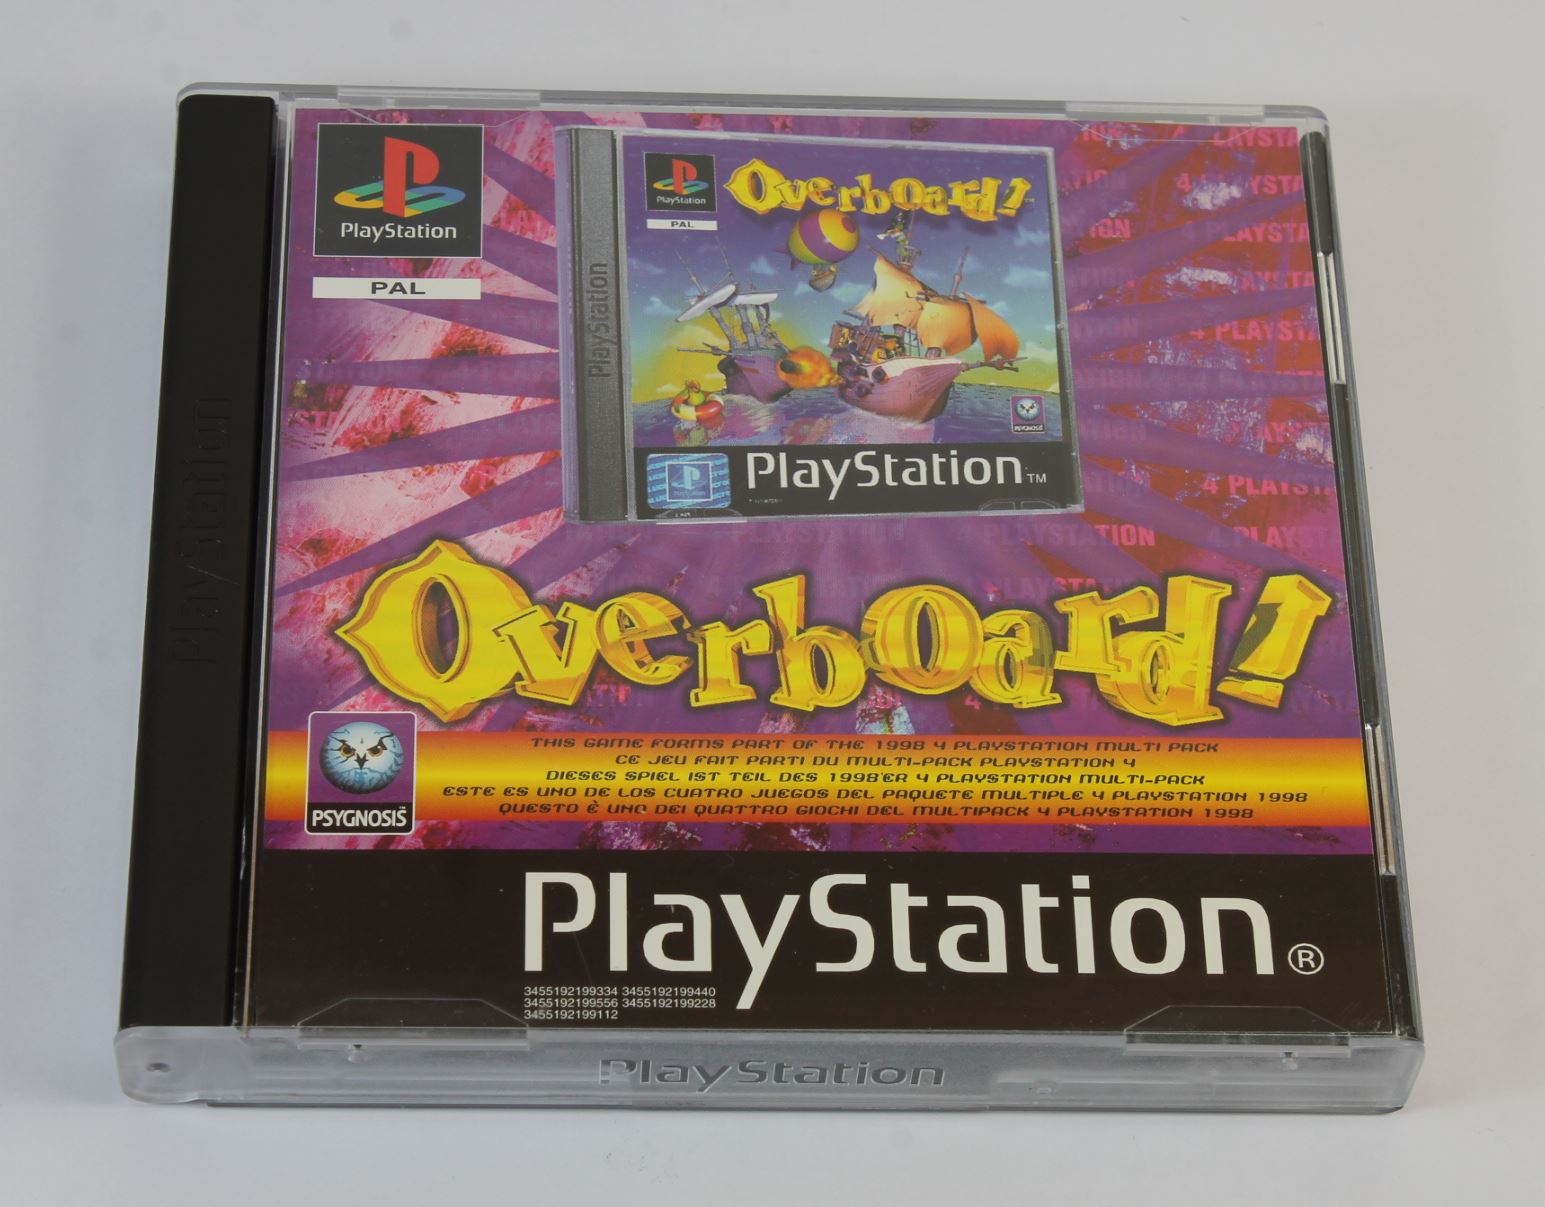 PlayStation
PAL
PlayStation
PAL
Overboard!
PlayStation
PSYGNOSIS
PlayStation
PlayStation™
4 PLAYSTATION
Overboard!
PSYGNOSIS™
THIS GAME FORMS PART OF THE 1998 4 PLAYSTATION MULTI PACK
CE JEU FAIT PARTI DU MULTI-PACK PLAYSTATION 4
DIESES SPIEL IST TEIL DES 1998'ER 4 PLAYSTATION MULTI-PACK
ESTE ES UNO DE LOS CUATRO JUEGOS DEL PAQUETE MULTIPLE 4 PLAYSTATION 1998
QUESTO È UNO DEI QUATTRO GIOCHI DEL MULTIPACK 4 PLAYSTATION 1998
PlayStation®
3455192199334 3455192199440
3455192199556 3455192199228
3455192199112
PlayStation
PlayStation